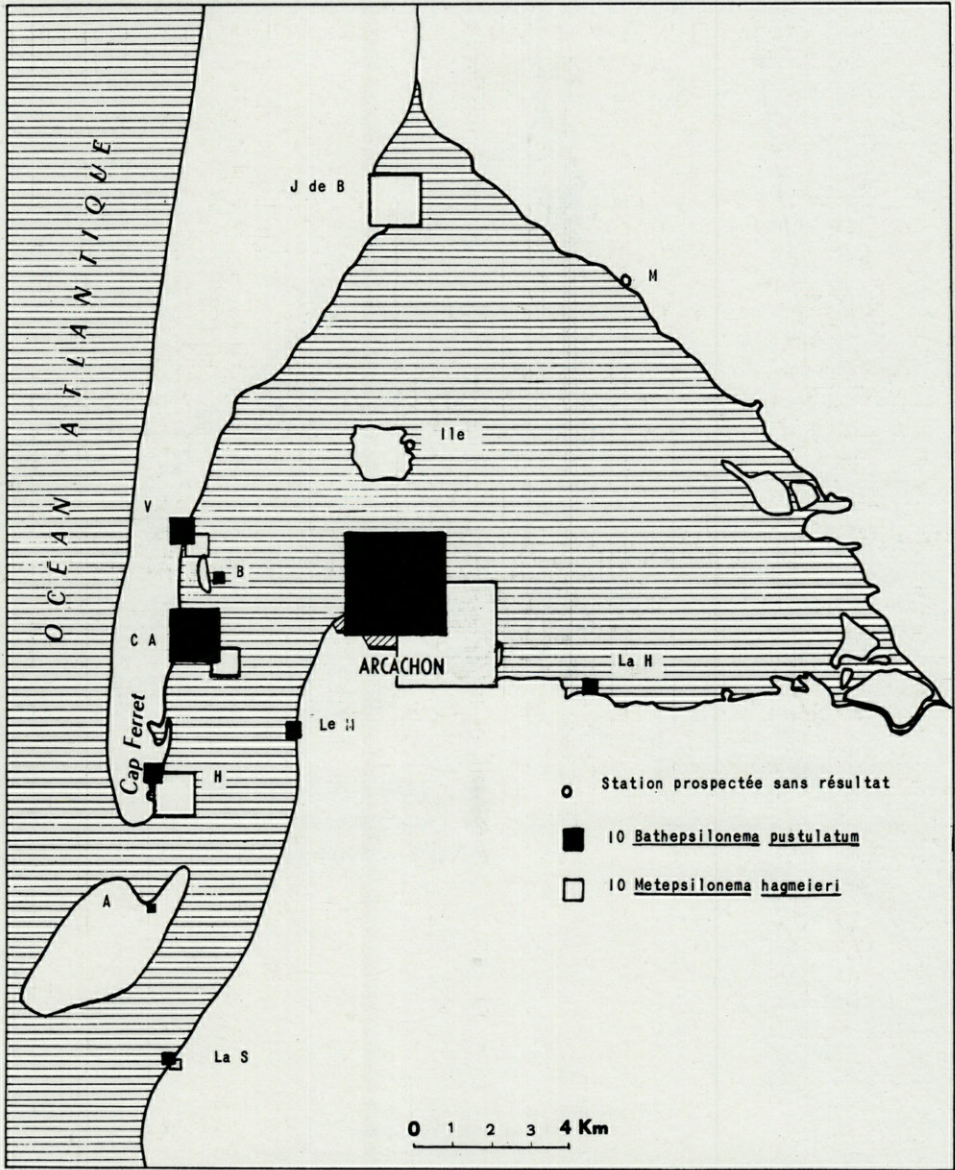 OCÉAN ATLANTIQUE
J de B
M
Ile
V
B
C A
ARCACHON
La H
Cap Ferret
Le
H
Station prospectée sans résultat
10 Bathepsilonema pustulatum
10 Metepsilonema hagmeieri
A
La S
0 1 2 3 4 Km